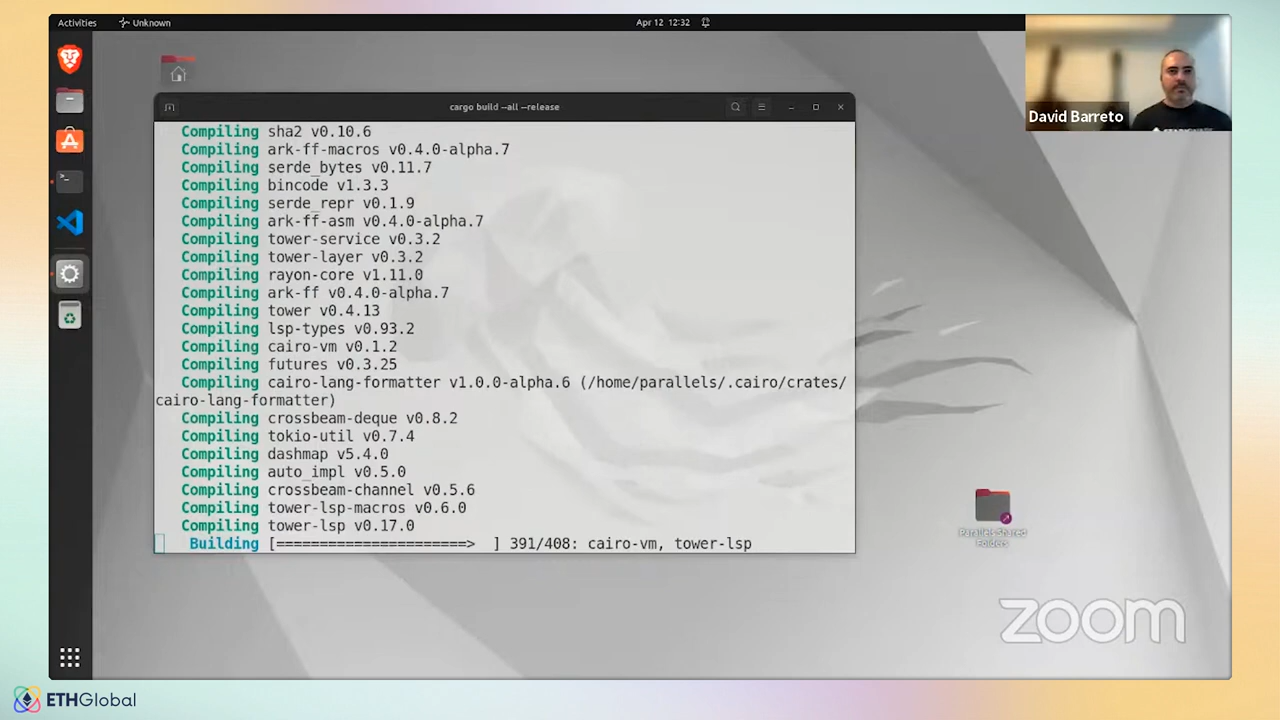 Activities
Unknown
Apr 12 12:32
David Barreto
cargo build --all --release
Compiling sha2 v0.10.6
Compiling ark-ff-macros v0.4.0-alpha.7
Compiling serde_bytes v0.11.7
Compiling bincode v1.3.3
Compiling serde_repr v0.1.9
Compiling ark-ff-asm v0.4.0-alpha.7
Compiling tower-service v0.3.2
Compiling tower-layer v0.3.2
Compiling rayon-core v1.11.0
Compiling ark-ff v0.4.0-alpha.7
Compiling tower v0.4.13
Compiling lsp-types v0.93.2
Compiling cairo-vm v0.1.2
Compiling futures v0.3.25
Compiling cairo-lang-formatter v1.0.0-alpha.6 (/home/parallels/.cairo/crates/
cairo-lang-formatter)
Compiling crossbeam-deque v0.8.2
Compiling tokio-util v0.7.4
Compiling dashmap v5.4.0
Compiling auto_impl v0.5.0
Compiling crossbeam-channel v0.5.6
Compiling tower-lsp-macros v0.6.0
Compiling tower-lsp v0.17.0
Building [======================> ] 391/408: cairo-vm, tower-lsp
Parallels Shared
Folders
zoom
ETHGlobal